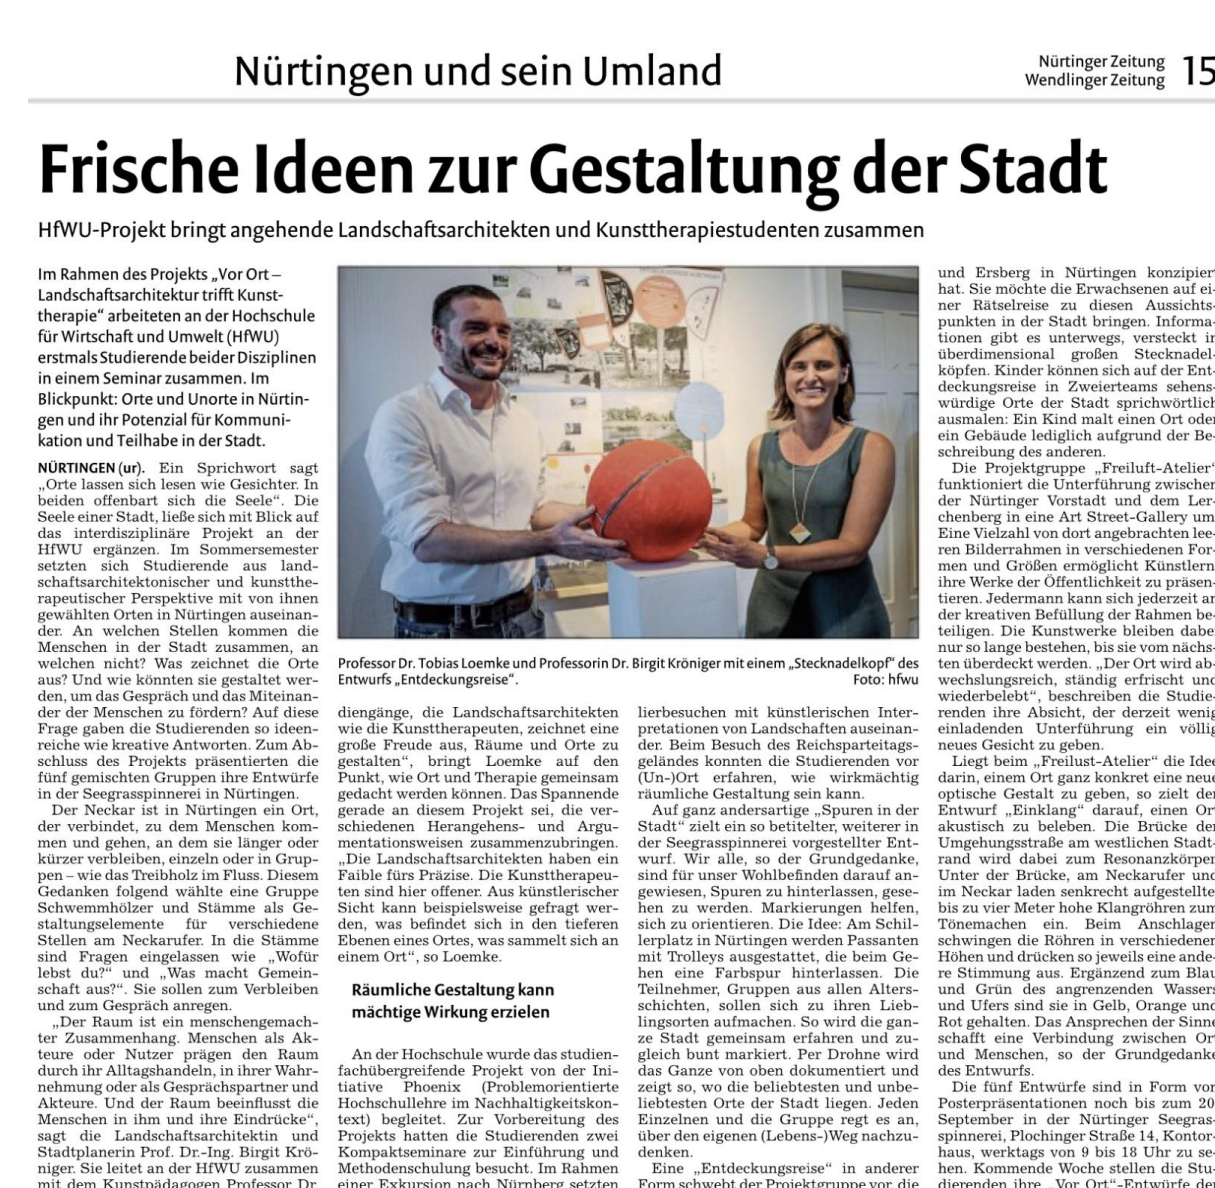 Nürtingen und sein Umland
Nürtinger Zeitung
Wendlinger Zeitung
15
Frische Ideen zur Gestaltung der Stadt
HfWU-Projekt bringt angehende Landschaftsarchitekten und Kunsttherapiestudenten zusammen
Im Rahmen des Projekts „Vor Ort –
Landschaftsarchitektur trifft Kunst-
therapie“ arbeiteten an der Hochschule
für Wirtschaft und Umwelt (HfWU)
erstmals Studierende beider Disziplinen
in einem Seminar zusammen. Im
Blickpunkt: Orte und Unorte in Nürtin-
gen und ihr Potenzial für Kommuni-
kation und Teilhabe in der Stadt.
NÜRTINGEN (ur). Ein Sprichwort sagt
„Orte lassen sich lesen wie Gesichter. In
beiden offenbart sich die Seele“. Die
Seele einer Stadt, ließe sich mit Blick auf
das interdisziplinäre Projekt an der
HfWU ergänzen. Im Sommersemester
setzten sich Studierende aus land-
schaftsarchitektonischer und kunstthe-
rapeutischer Perspektive mit von ihnen
gewählten Orten in Nürtingen auseinan-
der. An welchen Stellen kommen die
Menschen in der Stadt zusammen, an
welchen nicht? Was zeichnet die Orte
aus? Und wie könnten sie gestaltet wer-
den, um das Gespräch und das Miteinan-
der der Menschen zu fördern? Auf diese
Frage gaben die Studierenden so ideen-
reiche wie kreative Antworten. Zum Ab-
schluss des Projekts präsentierten die
fünf gemischten Gruppen ihre Entwürfe
in der Seegrasspinnerei in Nürtingen.
Der Neckar ist in Nürtingen ein Ort,
der verbindet, zu dem Menschen kom-
men und gehen, an dem sie länger oder
kürzer verbleiben, einzeln oder in Grup-
pen – wie das Treibholz im Fluss. Diesem
Gedanken folgend wählte eine Gruppe
Schwemmhölzer und Stämme als Ge-
staltungselemente für verschiedene
Stellen am Neckarufer. In die Stämme
sind Fragen eingelassen wie „Wofür
lebst du?“ und „Was macht Gemein-
schaft aus?“. Sie sollen zum Verbleiben
und zum Gespräch anregen.
„Der Raum ist ein menschengemach-
ter Zusammenhang. Menschen als Ak-
teure oder Nutzer prägen den Raum
durch ihr Alltagshandeln, in ihrer Wahr-
nehmung oder als Gesprächspartner und
Akteure. Und der Raum beeinflusst die
Menschen in ihm und ihre Eindrücke“,
sagt die Landschaftsarchitektin und
Stadtplanerin Prof. Dr.-Ing. Birgit Krö-
niger. Sie leitet an der HfWU zusammen
mit dem Kunstpädagogen Professor Dr.
Professor Dr. Tobias Loemke und Professorin Dr. Birgit Kröniger mit einem „Stecknadelkopf“ des
Entwurfs „Entdeckungsreise“. Foto: hfwu
diengänge, die Landschaftsarchitekten
wie die Kunsttherapeuten, zeichnet eine
große Freude aus, Räume und Orte zu
gestalten“, bringt Loemke auf den
Punkt, wie Ort und Therapie gemeinsam
gedacht werden können. Das Spannende
gerade an diesem Projekt sei, die ver-
schiedenen Herangehens- und Argu-
mentationsweisen zusammenzubringen.
„Die Landschaftsarchitekten haben ein
Faible fürs Präzise. Die Kunsttherapeu-
ten sind hier offener. Aus künstlerischer
Sicht kann beispielsweise gefragt wer-
den, was befindet sich in den tieferen
Ebenen eines Ortes, was sammelt sich an
einem Ort“, so Loemke.
Räumliche Gestaltung kann
mächtige Wirkung erzielen
An der Hochschule wurde das studien-
fachübergreifende Projekt von der Ini-
tiative Phoenix (Problemorientierte
Hochschullehre im Nachhaltigkeitskon-
text) begleitet. Zur Vorbereitung des
Projekts hatten die Studierenden zwei
Kompaktseminare zur Einführung und
Methodenschulung besucht. Im Rahmen
einer Exkursion nach Nürnberg setzten
lierbesuchen mit künstlerischen Inter-
pretationen von Landschaften auseinan-
der. Beim Besuch des Reichsparteitags-
geländes konnten die Studierenden vor
(Un-)Ort erfahren, wie wirkmächtig
räumliche Gestaltung sein kann.
Auf ganz andersartige „Spuren in der
Stadt“ zielt ein so betitelter, weiterer in
der Seegrasspinnerei vorgestellter Ent-
wurf. Wir alle, so der Grundgedanke,
sind für unser Wohlbefinden darauf an-
gewiesen, Spuren zu hinterlassen, gese-
hen zu werden. Markierungen helfen,
sich zu orientieren. Die Idee: Am Schil-
lerplatz in Nürtingen werden Passanten
mit Trolleys ausgestattet, die beim Ge-
hen eine Farbspur hinterlassen. Die
Teilnehmer, Gruppen aus allen Alters-
schichten, sollen sich zu ihren Lieb-
lingsorten aufmachen. So wird die gan-
ze Stadt gemeinsam erfahren und zu-
gleich bunt markiert. Per Drohne wird
das Ganze von oben dokumentiert und
zeigt so, wo die beliebtesten und unbe-
liebtesten Orte der Stadt liegen. Jeden
Einzelnen und die Gruppe regt es an,
über den eigenen (Lebens-)Weg nachzu-
denken.
Eine „Entdeckungsreise“ in anderer
Form schwebt der Projektgruppe vor, die
und Ersberg in Nürtingen konzipiert
hat. Sie möchte die Erwachsenen auf ei-
ner Rätselreise zu diesen Aussichts-
punkten in der Stadt bringen. Informa-
tionen gibt es unterwegs, versteckt in
überdimensional großen Stecknadel-
köpfen. Kinder können sich auf der Ent-
deckungsreise in Zweierteams sehens-
würdige Orte der Stadt sprichwörtlich
ausmalen: Ein Kind malt einen Ort oder
ein Gebäude lediglich aufgrund der Be-
schreibung des anderen.
Die Projektgruppe „Freiluft-Atelier“
funktioniert die Unterführung zwischen
der Nürtinger Vorstadt und dem Ler-
chenberg in eine Art Street-Gallery um.
Eine Vielzahl von dort angebrachten lee-
ren Bilderrahmen in verschiedenen For-
men und Größen ermöglicht Künstlern,
ihre Werke der Öffentlichkeit zu präsen-
tieren. Jedermann kann sich jederzeit an
der kreativen Befüllung der Rahmen be-
teiligen. Die Kunstwerke bleiben dabei
nur so lange bestehen, bis sie vom nächs-
ten überdeckt werden. „Der Ort wird ab-
wechslungsreich, ständig erfrischt und
wiederbelebt“, beschreiben die Studie-
renden ihre Absicht, der derzeit wenig
einladenden Unterführung ein völlig
neues Gesicht zu geben.
Liegt beim „Freilust-Atelier“ die Idee
darin, einem Ort ganz konkret eine neue
optische Gestalt zu geben, so zielt der
Entwurf „Einklang“ darauf, einen Ort
akustisch zu beleben. Die Brücke der
Umgehungsstraße am westlichen Stadt-
rand wird dabei zum Resonanzkörper.
Unter der Brücke, am Neckarufer und
im Neckar laden senkrecht aufgestellte
bis zu vier Meter hohe Klangröhren zum
Tönemachen ein. Beim Anschlagen
schwingen die Röhren in verschiedenen
Höhen und drücken so jeweils eine ande-
re Stimmung aus. Ergänzend zum Blau
und Grün des angrenzenden Wassers
und Ufers sind sie in Gelb, Orange und
Rot gehalten. Das Ansprechen der Sinne
schafft eine Verbindung zwischen Ort
und Menschen, so der Grundgedanke
des Entwurfs.
Die fünf Entwürfe sind in Form von
Posterpräsentationen noch bis zum 20.
September in der Nürtinger Seegras-
spinnerei, Plochinger Straße 14, Kontor-
haus, werktags von 9 bis 18 Uhr zu se-
hen. Kommende Woche stellen die Stu-
dierenden ihre „Vor Ort“-Entwürfe der